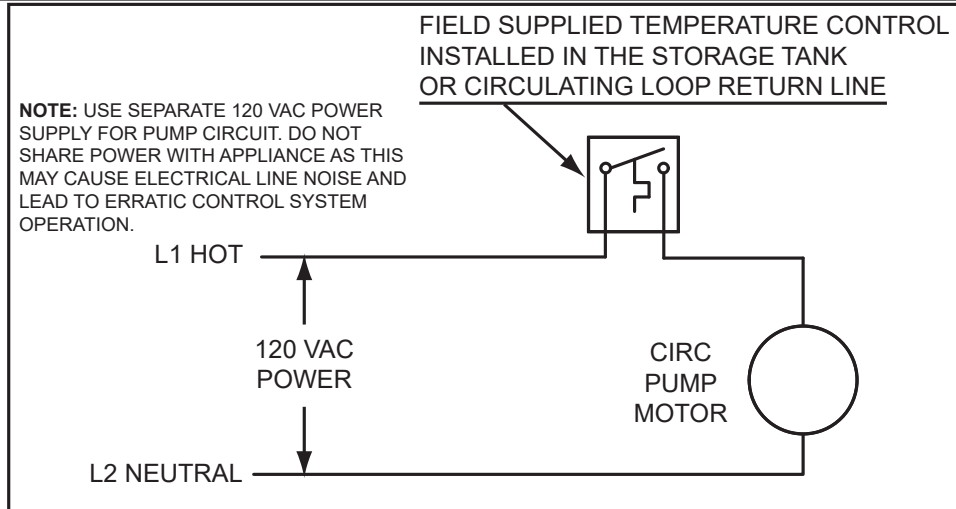 FIELD SUPPLIED TEMPERATURE CONTROL
INSTALLED IN THE STORAGE TANK
OR CIRCULATING LOOP RETURN LINE
NOTE: USE SEPARATE 120 VAC POWER
SUPPLY FOR PUMP CIRCUIT. DO NOT
SHARE POWER WITH APPLIANCE AS THIS
MAY CAUSE ELECTRICAL LINE NOISE AND
LEAD TO ERRATIC CONTROL SYSTEM
OPERATION.
L1 HOT
120 VAC
POWER
CIRC
PUMP
MOTOR
L2 NEUTRAL